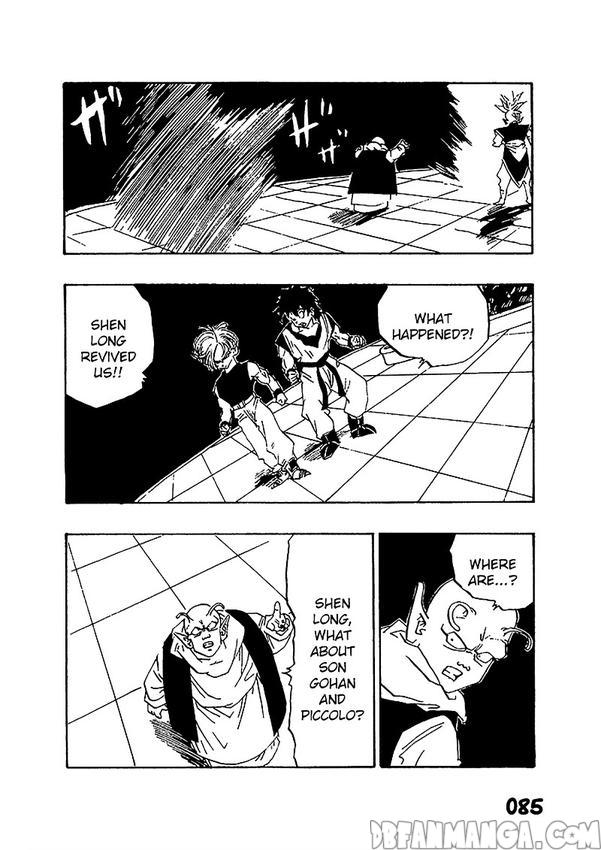 ザ"
ザ"
ザ"
SHEN
LONG
REVIVED
US!!
WHAT
HAPPENED?!
SHEN
LONG,
WHAT
ABOUT
SON
GOHAN
AND
PICCOLO?
WHERE
ARE...?
085
DBFANMANGA.COM